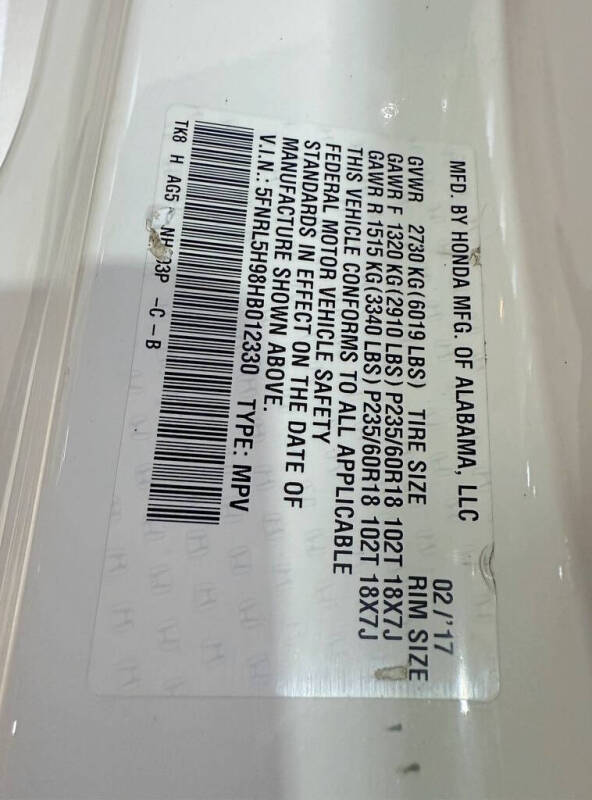 MFD. BY HONDA MFG. OF ALABAMA, LLC 02/'17
GVWR 2730 KG (6019 LBS) TIRE SIZE RIM SIZE
GAWR F 1320 KG (2910 LBS) P235/60R18 102T 18X7J
GAWR R 1515 KG (3340 LBS) P235/60R18 102T 18X7J
THIS VEHICLE CONFORMS TO ALL APPLICABLE
FEDERAL MOTOR VEHICLE SAFETY
STANDARDS IN EFFECT ON THE DATE OF
MANUFACTURE SHOWN ABOVE.
V.I.N.: 5FNRL5H98HB012330 TYPE: MPV
TK8 H AG5 -C-B